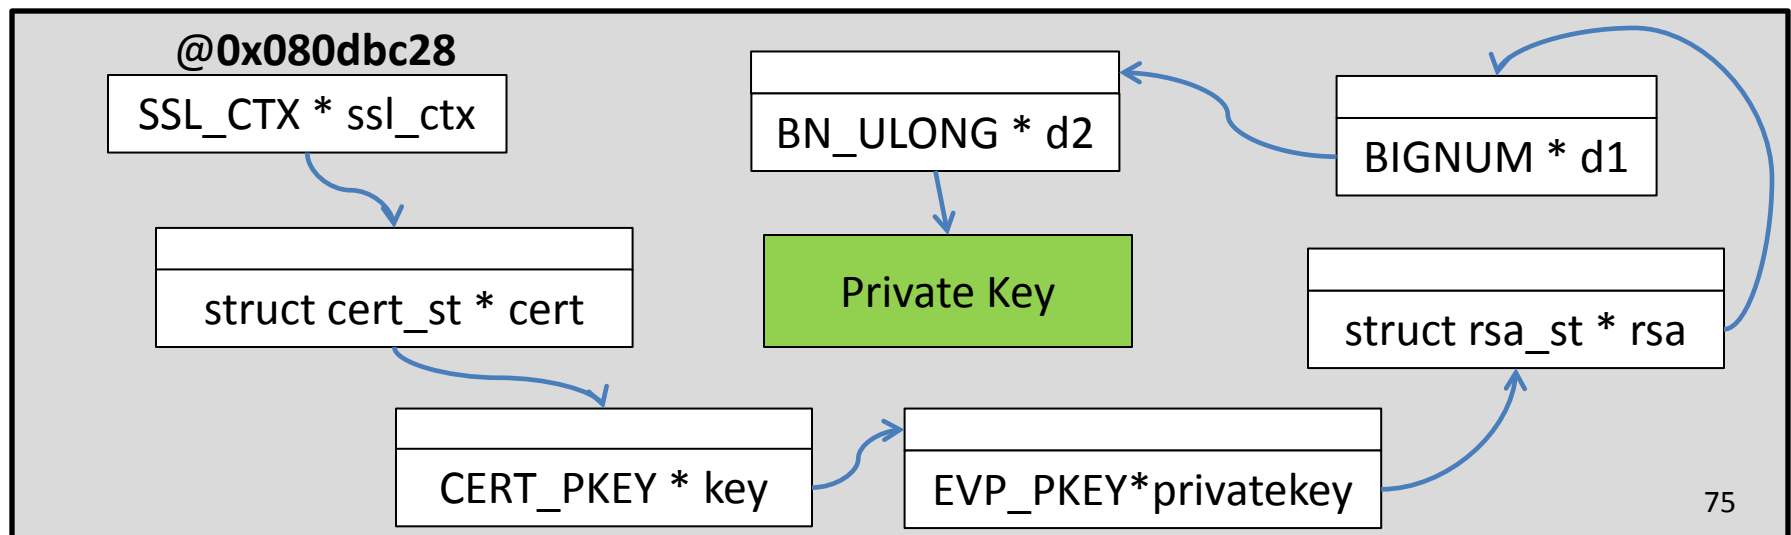 @0x080dbc28
SSL_CTX * ssl_ctx
struct cert_st * cert
CERT_PKEY * key
EVP_PKEY*privatekey
struct rsa_st * rsa
BIGNUM * d1
BN_ULONG * d2
Private Key
75